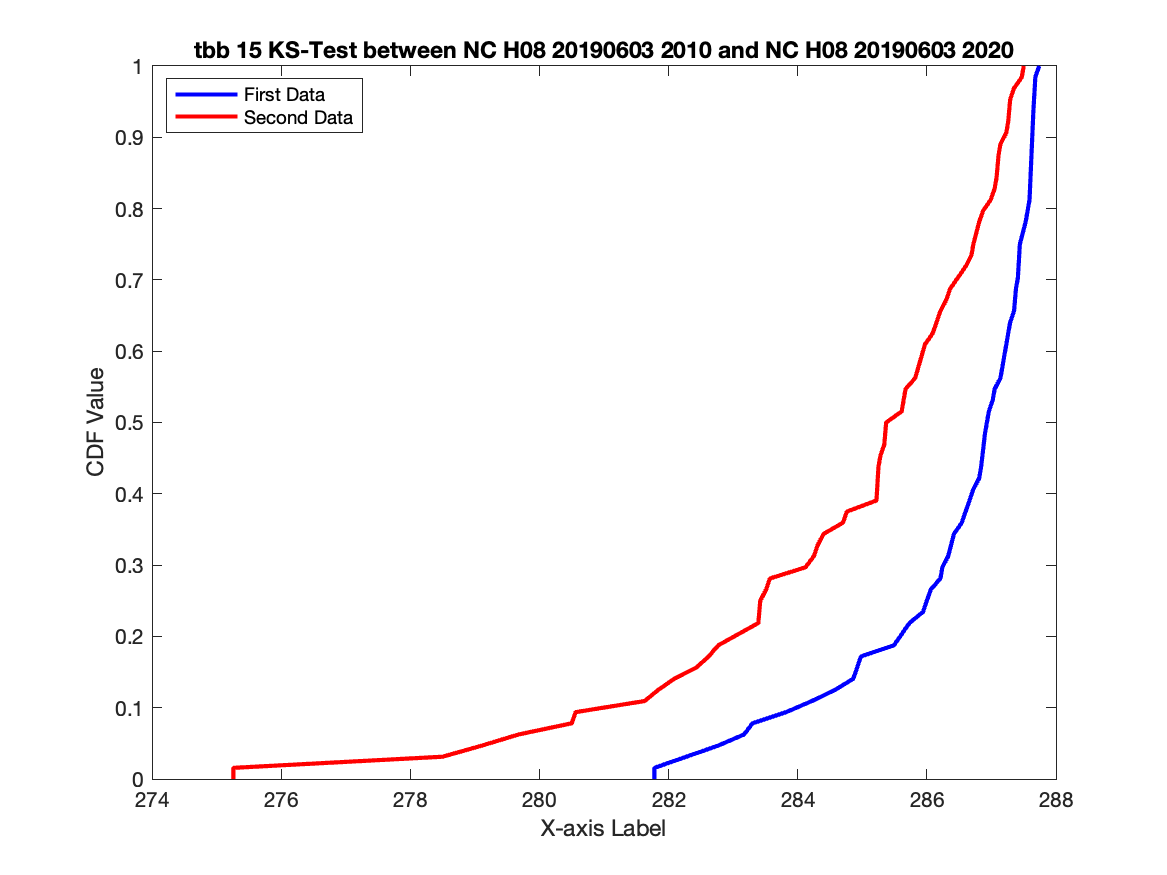 tbb 15 KS-Test between NC H08 20190603 2010 and NC H08 20190603 2020
First Data
Second Data
1
0.9
0.8
0.7
0.6
0.5
0.4
0.3
0.2
0.1
0
CDF Value
274 276 278 280 282 284 286 288
X-axis Label